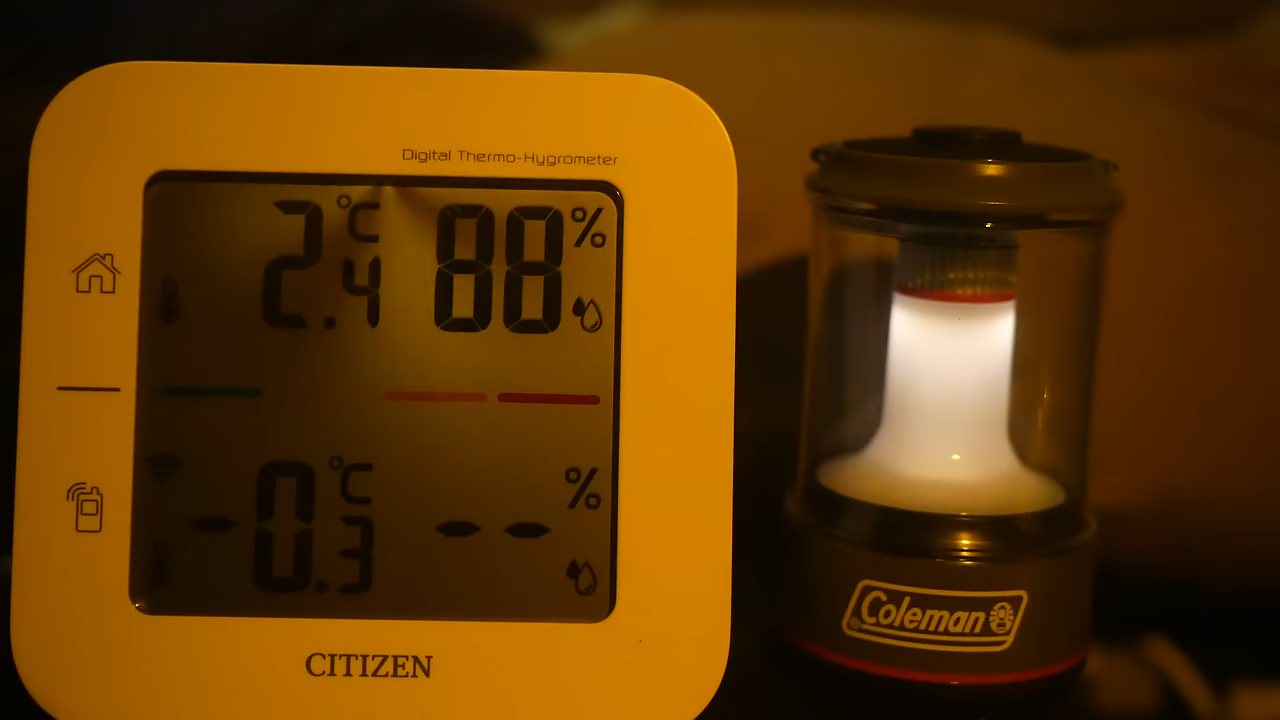 Digital Thermo-Hygrometer
2.4 °C 88 %
-0.3 °C -- %
CITIZEN
Coleman